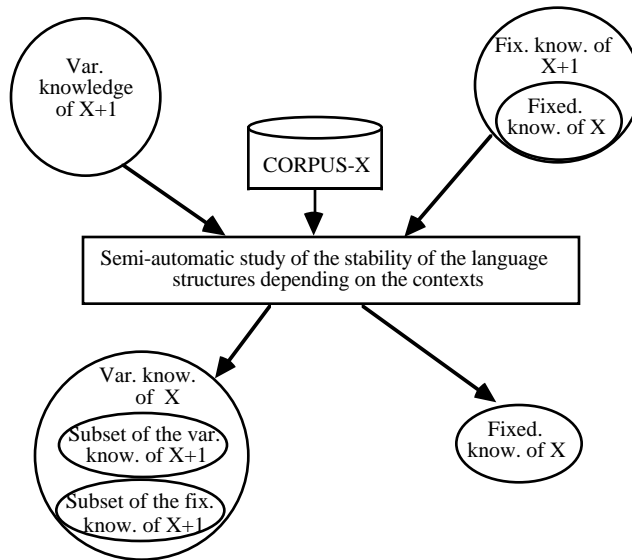 Var.
knowledge
of X+1
Fix. know. of
X+1
Fixed.
know. of X
CORPUS-X
Semi-automatic study of the stability of the language
structures depending on the contexts
Var. know.
of  X
Subset of the var.
know. of X+1
Subset of the fix.
know. of X+1
Fixed.
know. of X